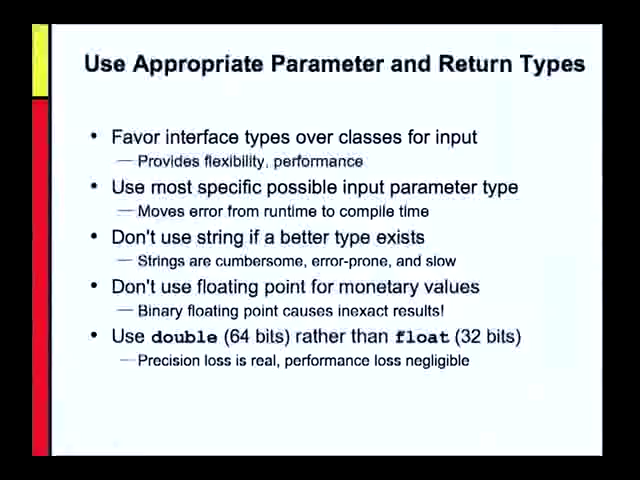 Use Appropriate Parameter and Return Types
• Favor interface types over classes for input
— Provides flexibility, performance
• Use most specific possible input parameter type
— Moves error from runtime to compile time
• Don't use string if a better type exists
— Strings are cumbersome, error-prone, and slow
• Don't use floating point for monetary values
— Binary floating point causes inexact results!
• Use double (64 bits) rather than float (32 bits)
— Precision loss is real, performance loss negligible